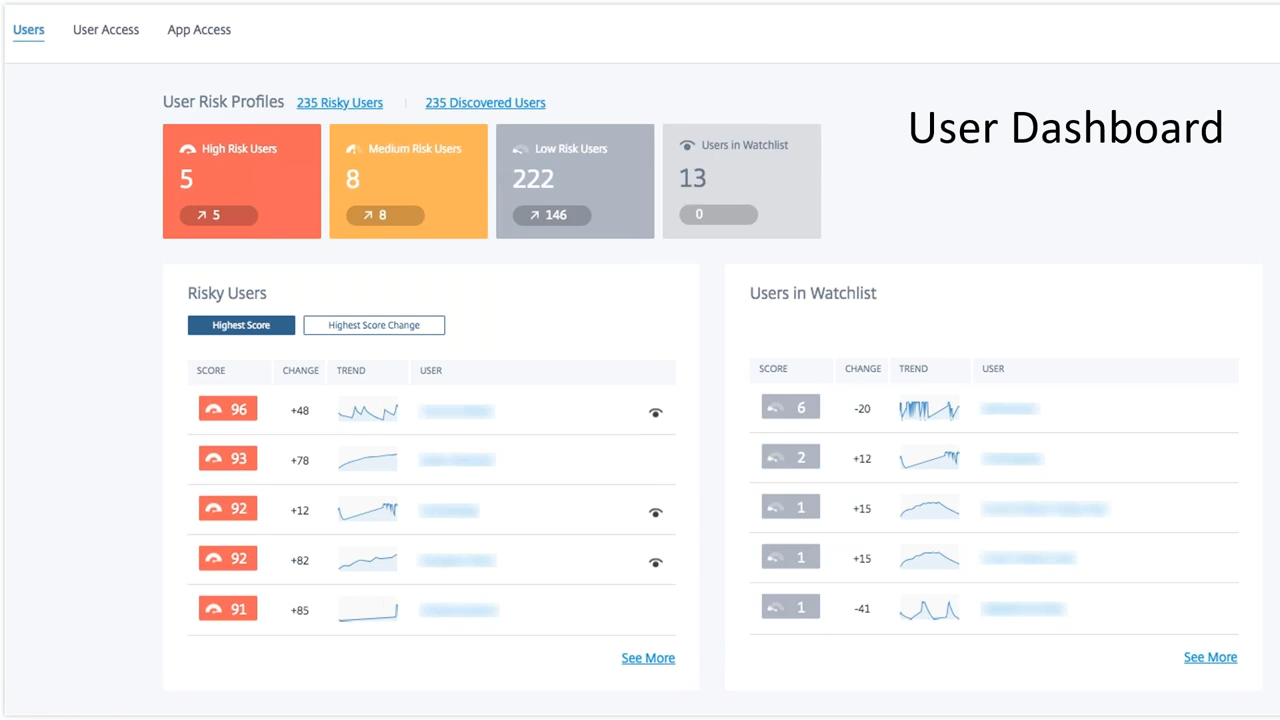 Users User Access App Access
User Risk Profiles 235 Risky Users | 235 Discovered Users
User Dashboard
High Risk Users
5
↗ 5
Medium Risk Users
8
↗ 8
Low Risk Users
222
↗ 146
Users in Watchlist
13
0
Risky Users
Highest Score Highest Score Change
SCORE CHANGE TREND USER
96 +48
93 +78
92 +12
92 +82
91 +85
See More
Users in Watchlist
SCORE CHANGE TREND USER
6 -20
2 +12
1 +15
1 +15
1 -41
See More